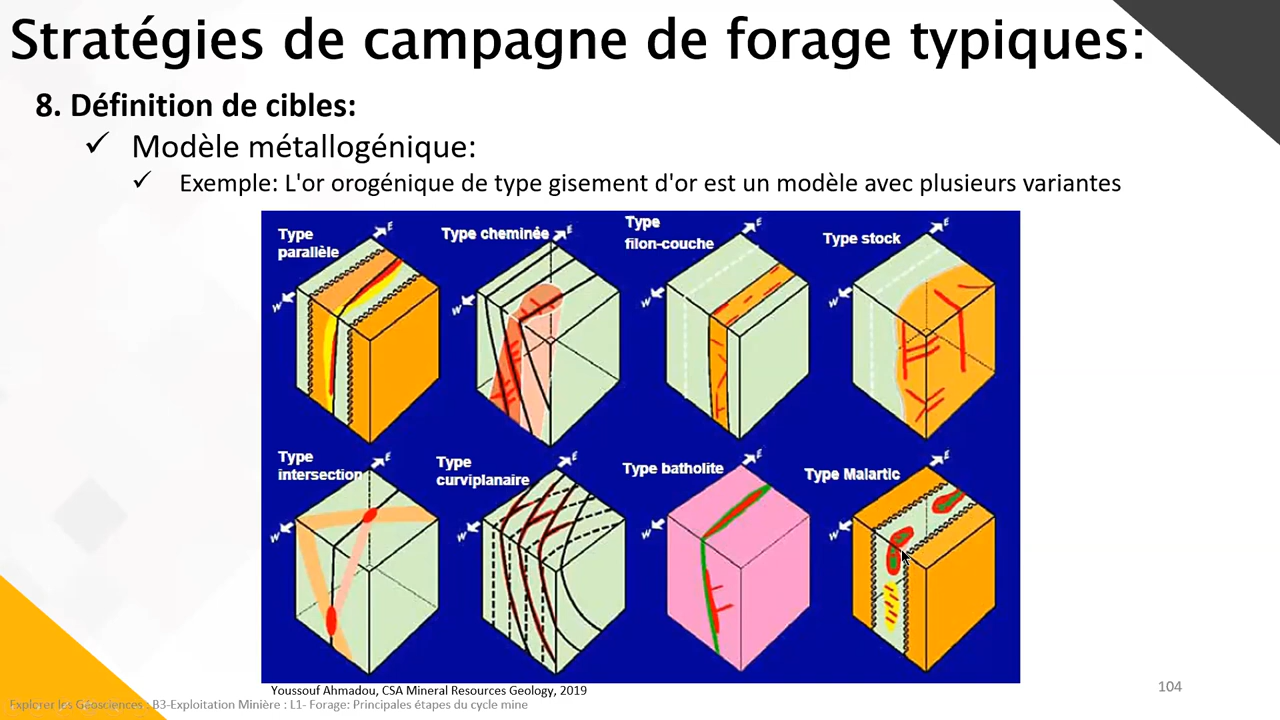 Stratégies de campagne de forage typiques:
8. Définition de cibles:
✓ Modèle métallogénique:
✓ Exemple: L'or orogénique de type gisement d'or est un modèle avec plusieurs variantes
Type
parallèle
E
W
Type cheminée
E
W
Type
filon-couche
E
W
Type stock
E
W
Type
intersection
E
W
Type
curviplanaire
E
W
Type batholite
E
W
Type Malartic
E
W
Youssouf Ahmadou, CSA Mineral Resources Geology, 2019
104
Explorer les Géosciences : B3-Exploitation Minière : L1- Forage: Principales étapes du cycle mine